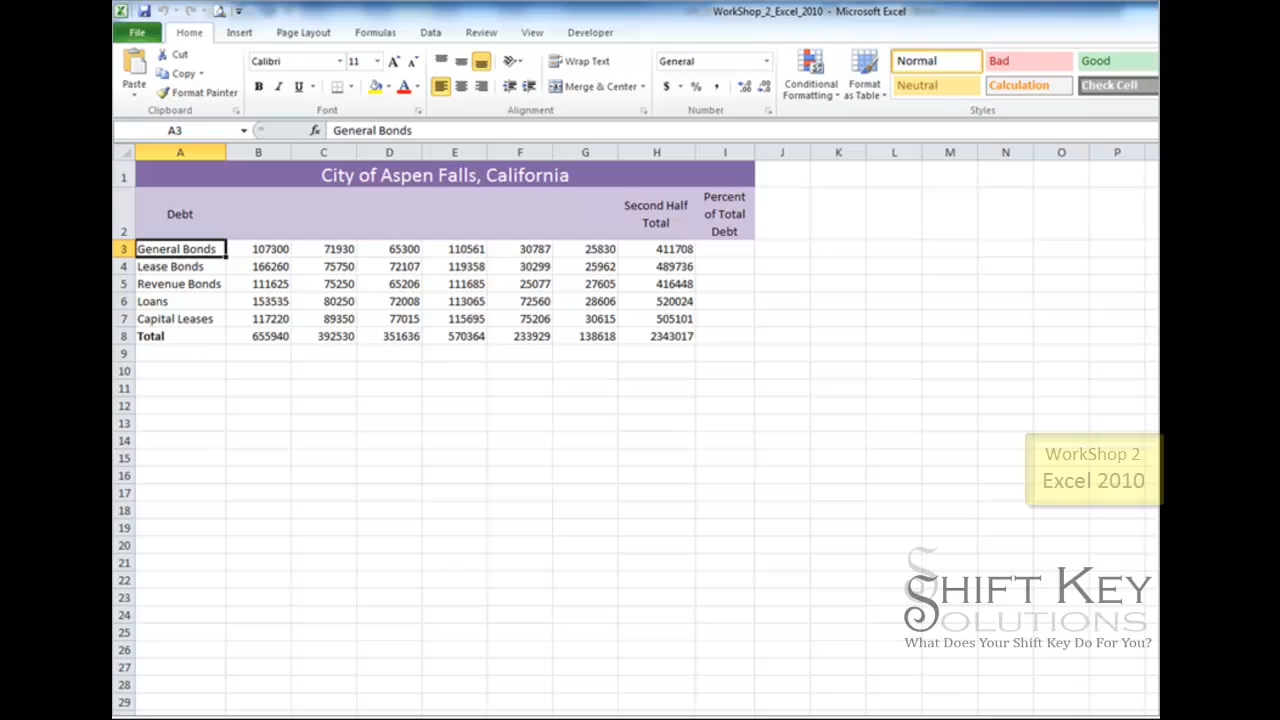 WorkShop_2_Excel_2010 - Microsoft Excel
File Home Insert Page Layout Formulas Data Review View Developer
Paste Cut Copy Format Painter Clipboard
Calibri 11 B I U A A A Font
Wrap Text Merge & Center Alignment
General $ % , .0 .00 .00 .0 Number
Conditional Formatting Format as Table Normal Bad Good
Neutral Calculation Check Cell
Styles
A3 fx General Bonds
A B C D E F G H I J K L M N O P
1 City of Aspen Falls, California
2 Debt Second Half Total Percent of Total Debt
3 General Bonds 107300 71930 65300 110561 30787 25830 411708
4 Lease Bonds 166260 75750 72107 119358 30299 25962 489736
5 Revenue Bonds 111625 75250 65206 111685 25077 27605 416448
6 Loans 153535 80250 72008 113065 72560 28606 520024
7 Capital Leases 117220 89350 77015 115695 75206 30615 505101
8 Total 655940 392530 351636 570364 233929 138618 2343017
9
10
11
12
13
14
15
16
17
18
19
20
21
22
23
24
25
26
27
28
29
WorkShop 2
Excel 2010
Shift Key
Solutions
What Does Your Shift Key Do For You?